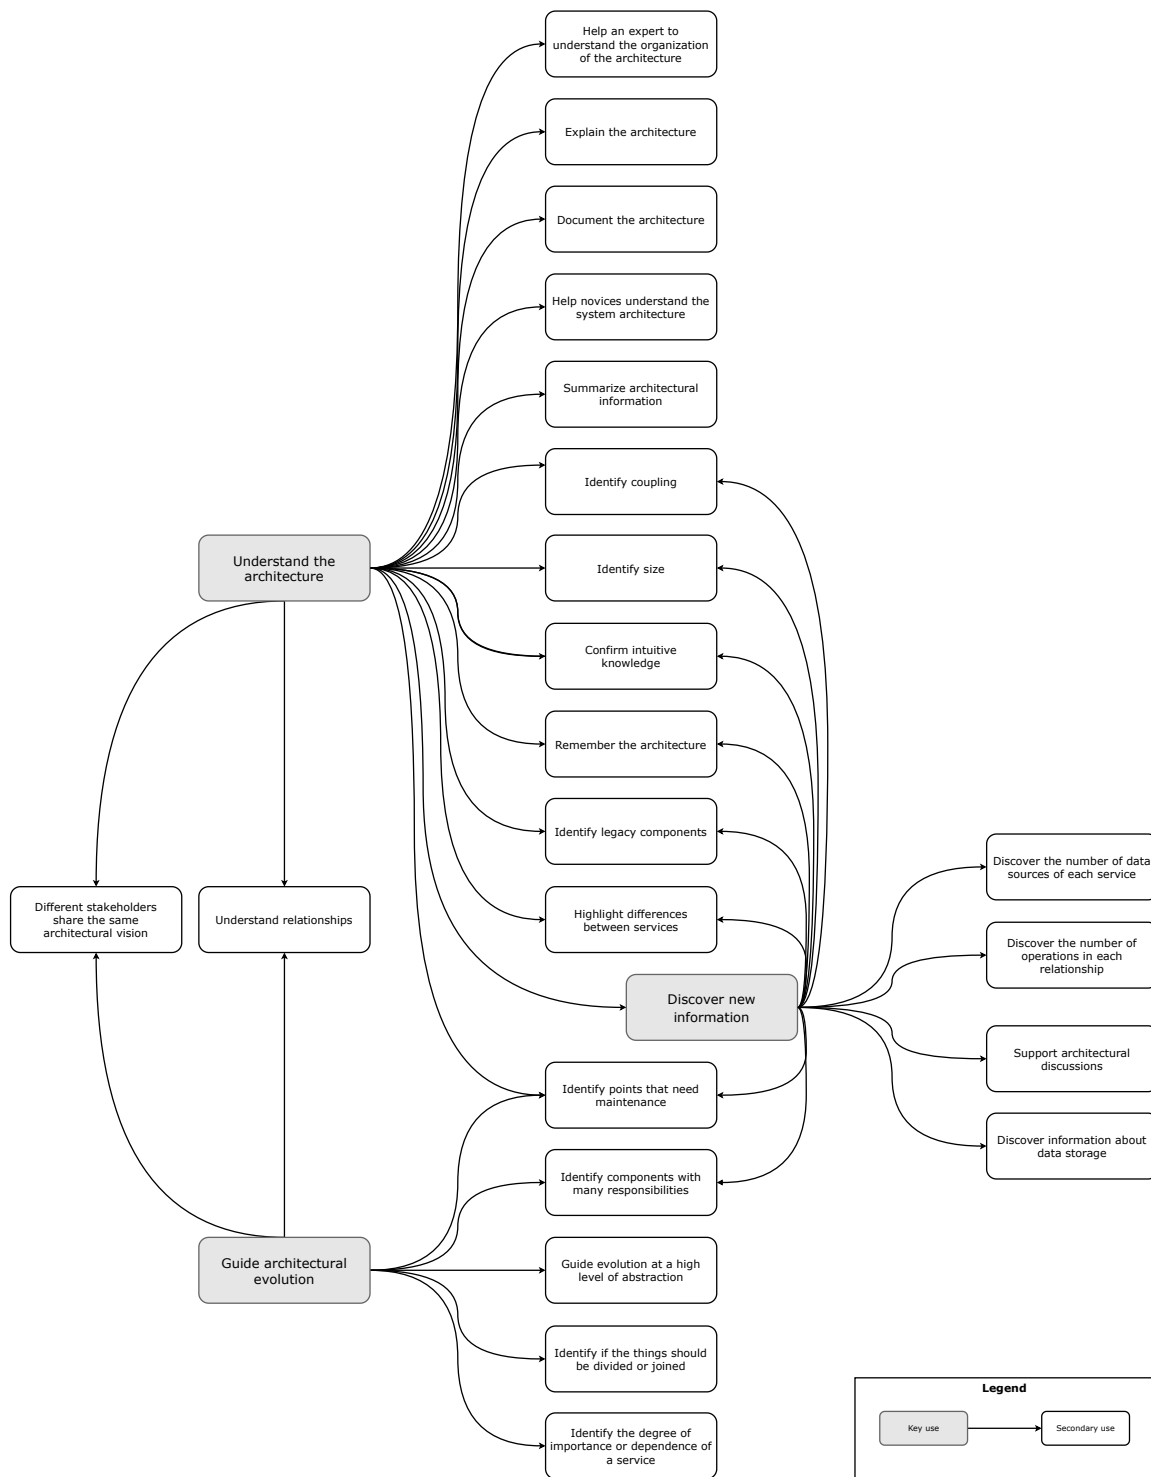 Help an expert to
understand the organization
of the architecture
Explain the architecture
Document the architecture
Help novices understand the
system architecture
Summarize architectural
information
Identify coupling
Understand the
architecture
Identify size
Confirm intuitive
knowledge
Remember the architecture
Identify legacy components
Discover the number of data
sources of each service
Different stakeholders
share the same
architectural vision
Understand relationships
Highlight differences
between services
Discover the number of
operations in each
relationship
Discover new
information
Support architectural
discussions
Identify points that need
maintenance
Discover information about
data storage
Identify components with
many responsibilities
Guide architectural
evolution
Guide evolution at a high
level of abstraction
Identify if the things should
be divided or joined
Identify the degree of
importance or dependence of
a service
Legend
Key use
Secondary use